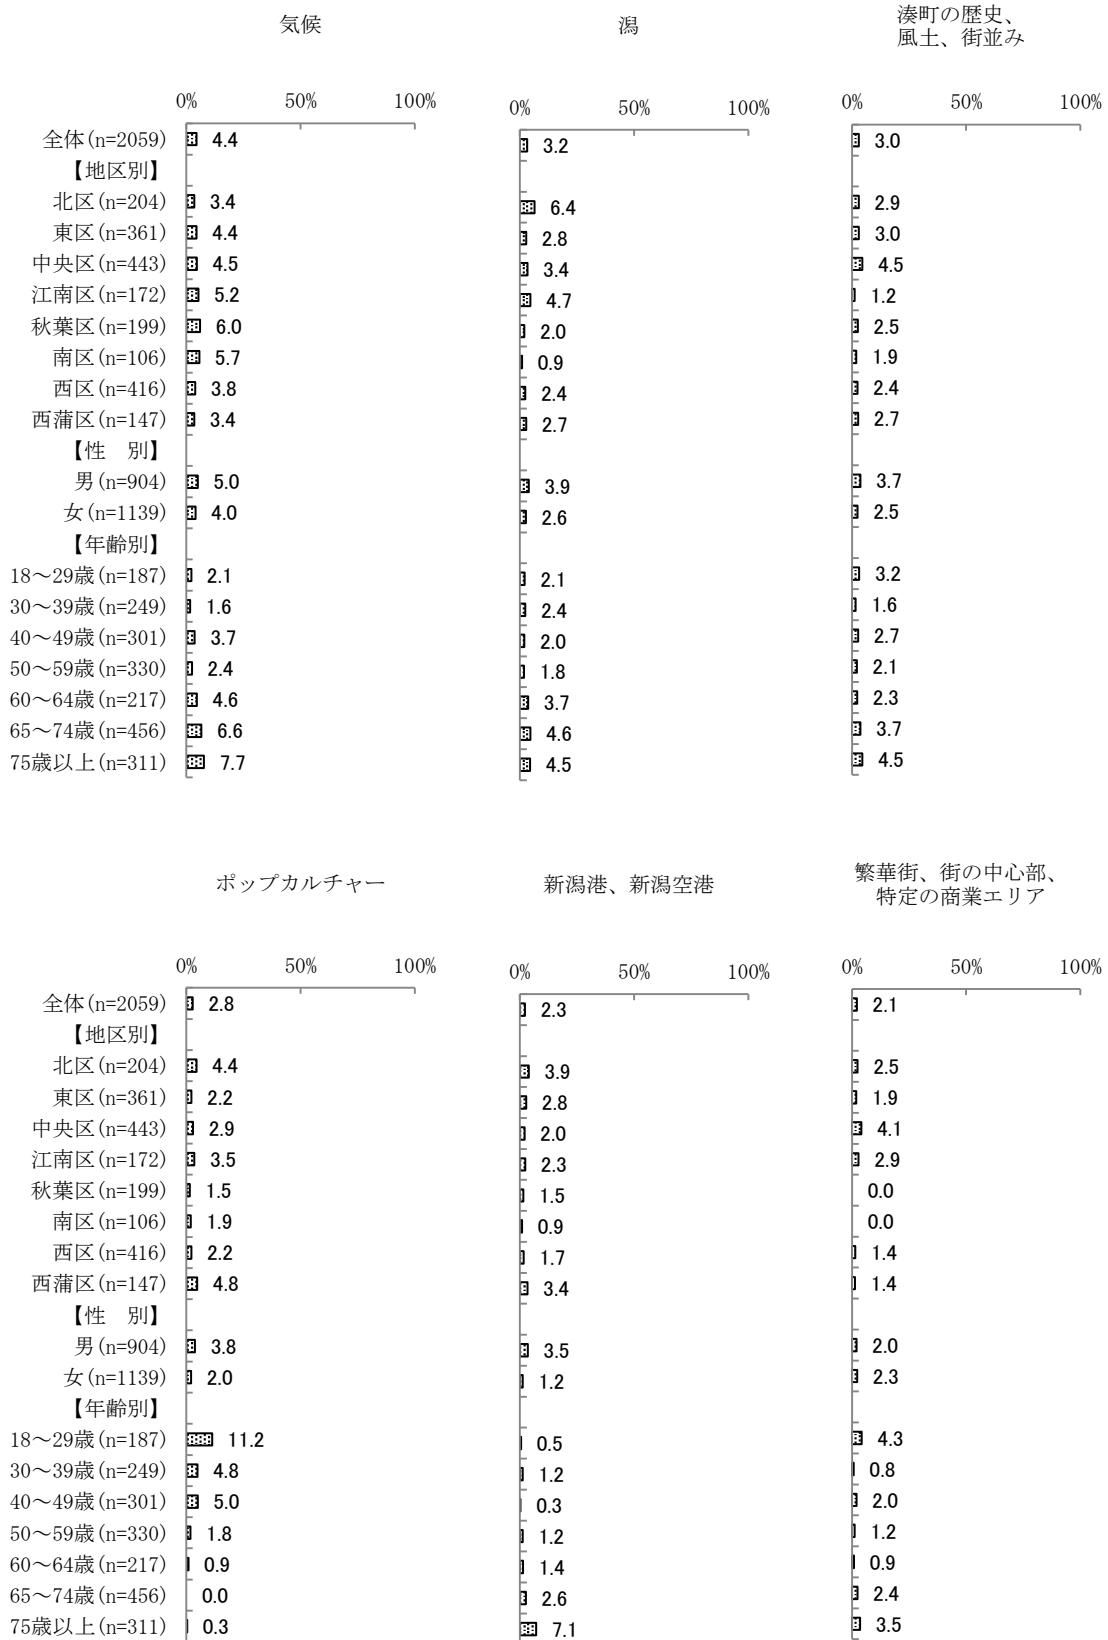 気候
潟
湊町の歴史、
風土、街並み
0% 50% 100% 0% 50% 100% 0% 50% 100%
全体(n=2059) 4.4 3.2 3.0
【地区別】
北区(n=204) 3.4 6.4 2.9
東区(n=361) 4.4 2.8 3.0
中央区(n=443) 4.5 3.4 4.5
江南区(n=172) 5.2 4.7 1.2
秋葉区(n=199) 6.0 2.0 2.5
南区(n=106) 5.7 0.9 1.9
西区(n=416) 3.8 2.4 2.4
西蒲区(n=147) 3.4 2.7 2.7
【性　別】
男(n=904) 5.0 3.9 3.7
女(n=1139) 4.0 2.6 2.5
【年齢別】
18～29歳(n=187) 2.1 2.1 3.2
30～39歳(n=249) 1.6 2.4 1.6
40～49歳(n=301) 3.7 2.0 2.7
50～59歳(n=330) 2.4 1.8 2.1
60～64歳(n=217) 4.6 3.7 2.3
65～74歳(n=456) 6.6 4.6 3.7
75歳以上(n=311) 7.7 4.5 4.5
ポップカルチャー
新潟港、新潟空港
繁華街、街の中心部、
特定の商業エリア
0% 50% 100% 0% 50% 100% 0% 50% 100%
全体(n=2059) 2.8 2.3 2.1
【地区別】
北区(n=204) 4.4 3.9 2.5
東区(n=361) 2.2 2.8 1.9
中央区(n=443) 2.9 2.0 4.1
江南区(n=172) 3.5 2.3 2.9
秋葉区(n=199) 1.5 1.5 0.0
南区(n=106) 1.9 0.9 0.0
西区(n=416) 2.2 1.7 1.4
西蒲区(n=147) 4.8 3.4 1.4
【性　別】
男(n=904) 3.8 3.5 2.0
女(n=1139) 2.0 1.2 2.3
【年齢別】
18～29歳(n=187) 11.2 0.5 4.3
30～39歳(n=249) 4.8 1.2 0.8
40～49歳(n=301) 5.0 0.3 2.0
50～59歳(n=330) 1.8 1.2 1.2
60～64歳(n=217) 0.9 1.4 0.9
65～74歳(n=456) 0.0 2.6 2.4
75歳以上(n=311) 0.3 7.1 3.5